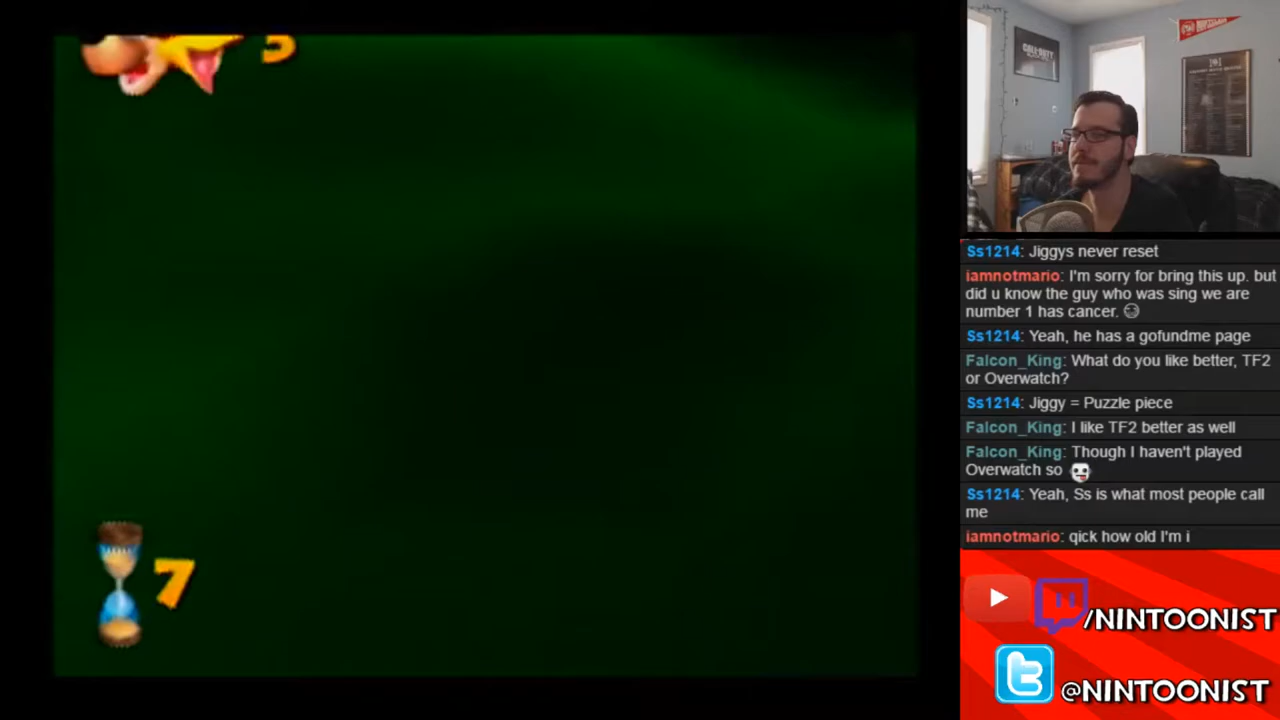 3
7
Ss1214: Jiggys never reset
iamnotmario: I'm sorry for bring this up. but
did u know the guy who was sing we are
number 1 has cancer.
Ss1214: Yeah, he has a gofundme page
Falcon_King: What do you like better, TF2
or Overwatch?
Ss1214: Jiggy = Puzzle piece
Falcon_King: I like TF2 better as well
Falcon_King: Though I haven't played
Overwatch so
Ss1214: Yeah, Ss is what most people call
me
iamnotmario: qick how old I'm i
/NINTOONIST
@NINTOONIST